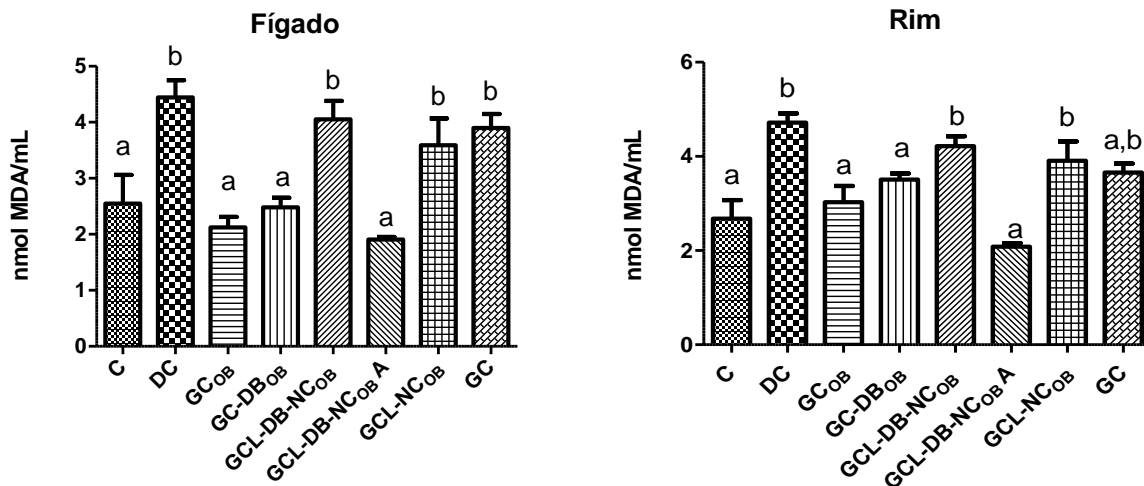 Fígado
nmol MDA/mL
5
4
3
2
1
0
a
b
a
a
b
a
b
b
C
DC
GCOB
GC-DBOB
GCL-DB-NCOB
GCL-DB-NCOB A
GCL-NCOB
GC
Rim
nmol MDA/mL
6
4
2
0
a
b
a
a
b
a
b
a,b
C
DC
GCOB
GC-DBOB
GCL-DB-NCOB
GCL-DB-NCOB A
GCL-NCOB
GC